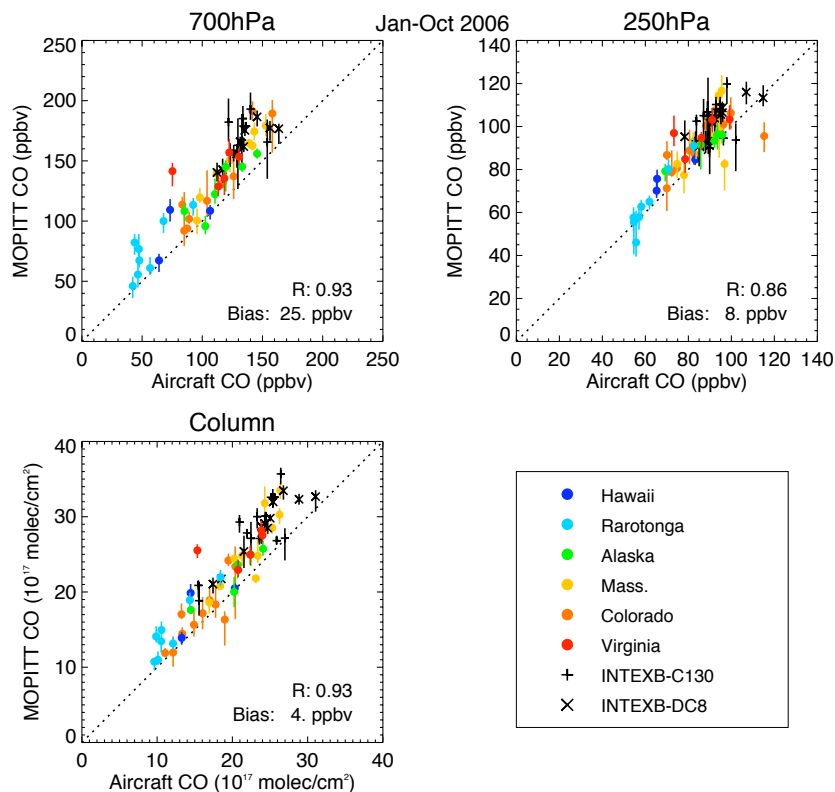 700hPa
Jan-Oct 2006
250hPa
MOPITT CO (ppbv)
250
200
150
100
50
0
R: 0.93
Bias: 25. ppbv
0 50 100 150 200 250
Aircraft CO (ppbv)
MOPITT CO (ppbv)
140
120
100
80
60
40
20
0
R: 0.86
Bias: 8. ppbv
0 20 40 60 80 100 120 140
Aircraft CO (ppbv)
Column
MOPITT CO (10¹⁷ molec/cm²)
40
30
20
10
0
R: 0.93
Bias: 4. ppbv
0 10 20 30 40
Aircraft CO (10¹⁷ molec/cm²)
Hawaii
Rarotonga
Alaska
Mass.
Colorado
Virginia
INTEXB-C130
INTEXB-DC8